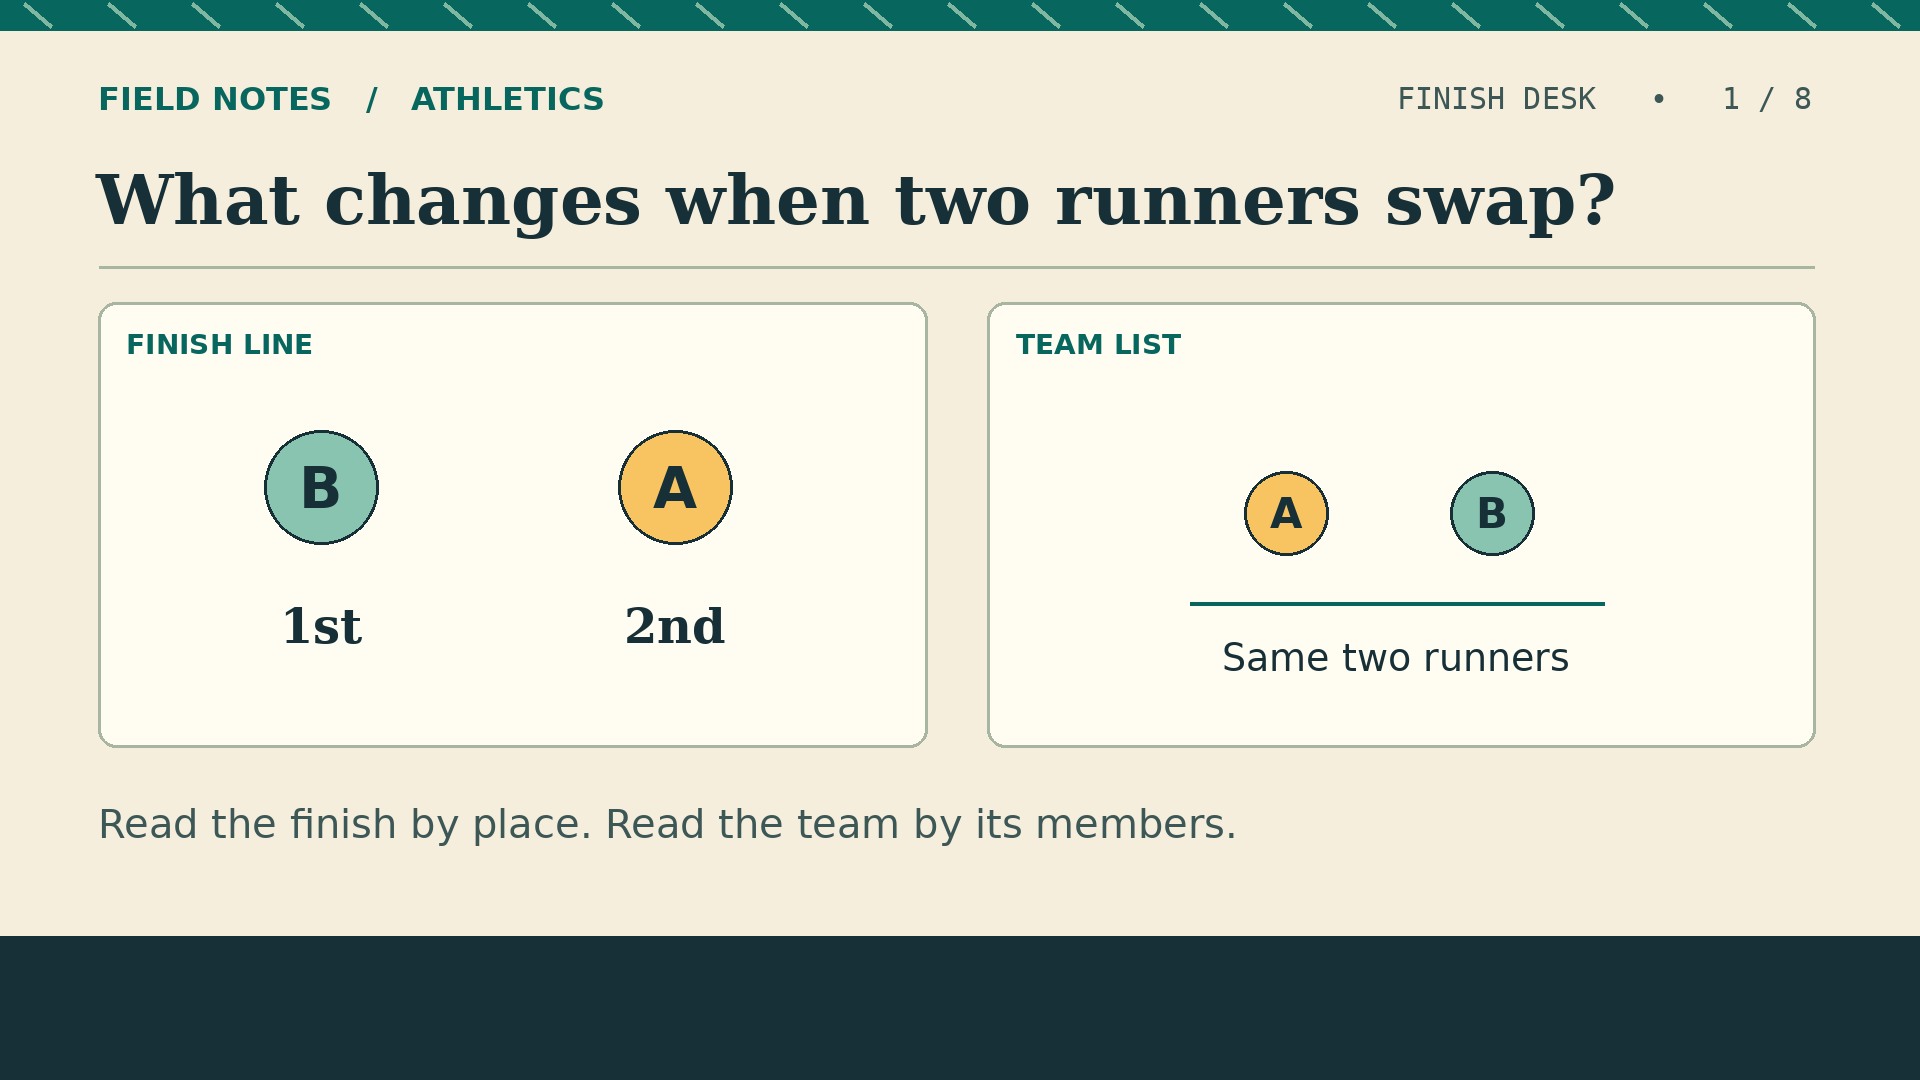 FIELD NOTES / ATHLETICS
FINISH DESK • 1 / 8
What changes when two runners swap?
FINISH LINE
B A
1st 2nd
TEAM LIST
A B
Same two runners
Read the finish by place. Read the team by its members.